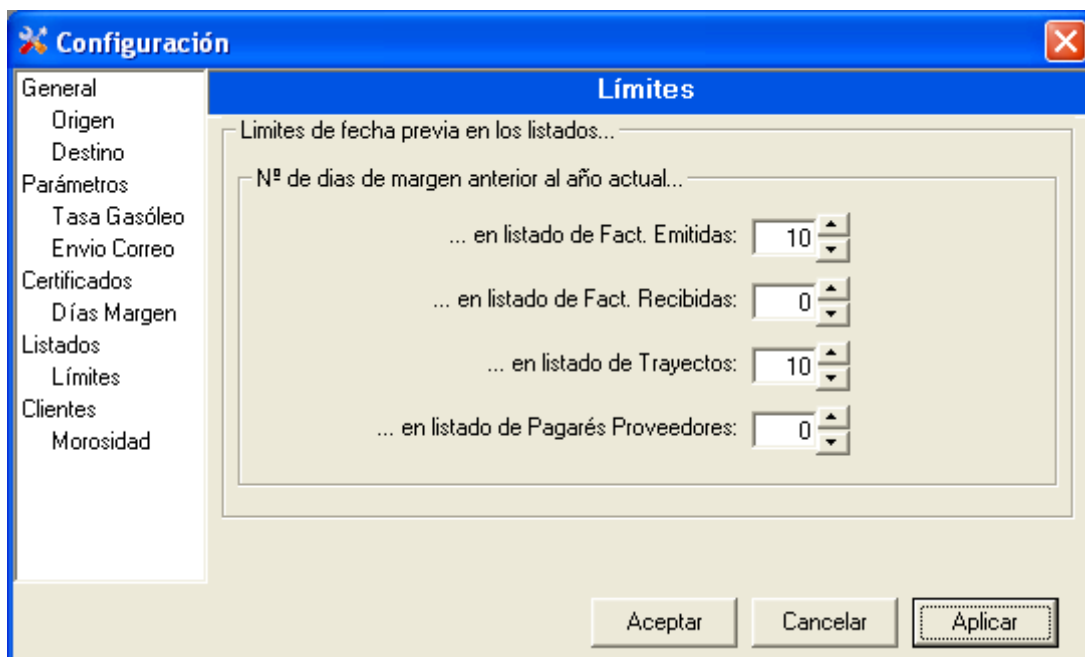 Configuración
General
Origen
Destino
Parámetros
Tasa Gasóleo
Envio Correo
Certificados
Días Margen
Listados
Límites
Clientes
Morosidad
Límites
Limites de fecha previa en los listados...
Nº de dias de margen anterior al año actual...
... en listado de Fact. Emitidas: 10
... en listado de Fact. Recibidas: 0
... en listado de Trayectos: 10
... en listado de Pagarés Proveedores: 0
Aceptar Cancelar Aplicar